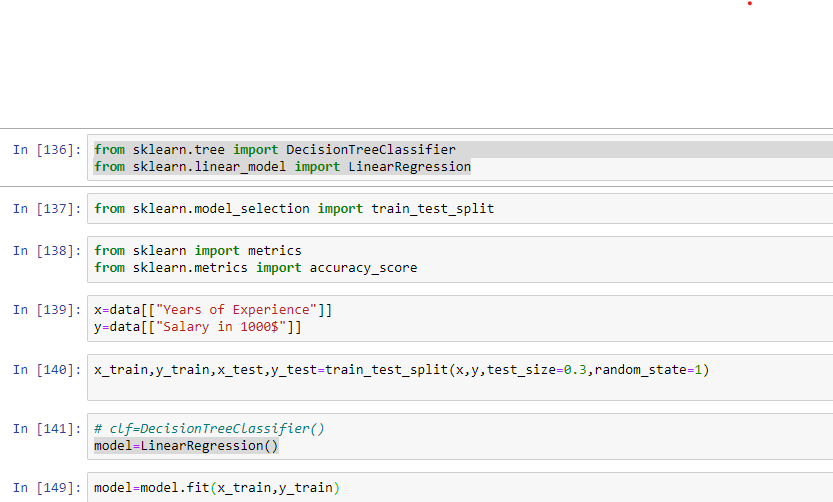 In [136]: from sklearn.tree import DecisionTreeClassifier
from sklearn.linear_model import LinearRegression
In [137]: from sklearn.model_selection import train_test_split
In [138]: from sklearn import metrics
from sklearn.metrics import accuracy_score
In [139]: x=data[["Years of Experience"]]
y=data[["Salary in 1000$"]]
In [140]: x_train,y_train,x_test,y_test=train_test_split(x,y,test_size=0.3,random_state=1)
In [141]: # clf=DecisionTreeClassifier()
model=LinearRegression()
In [149]: model=model.fit(x_train,y_train)